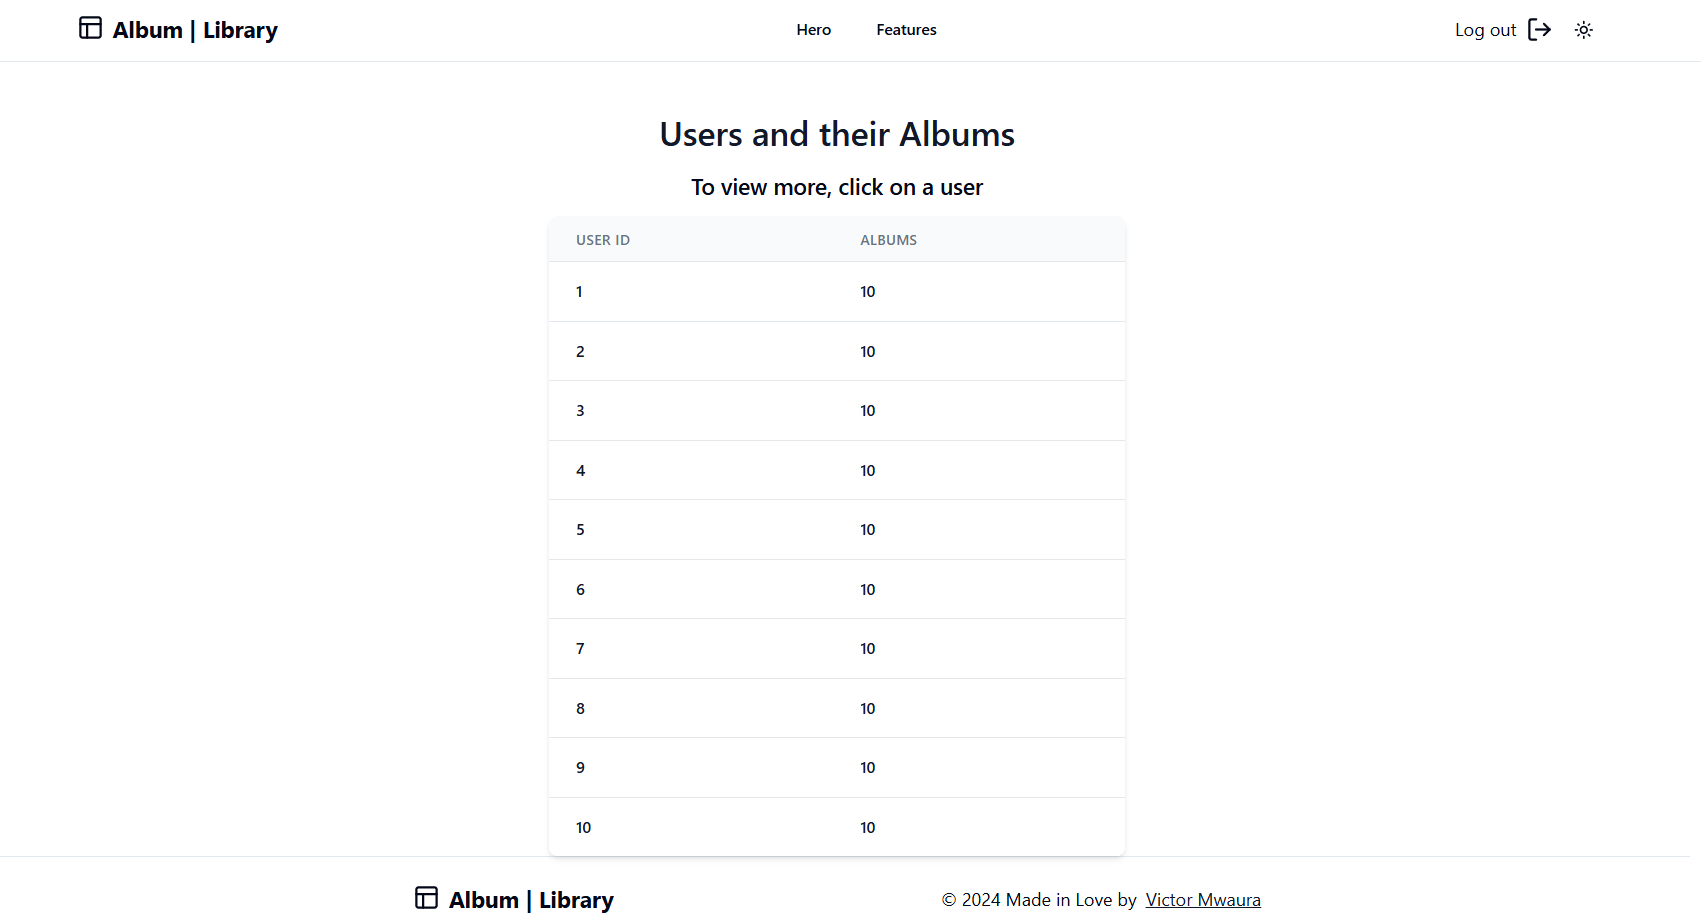 Album | Library
Hero Features
Log out
Users and their Albums
To view more, click on a user
USER ID ALBUMS
1 10
2 10
3 10
4 10
5 10
6 10
7 10
8 10
9 10
10 10
Album | Library
© 2024 Made in Love by Victor Mwaura